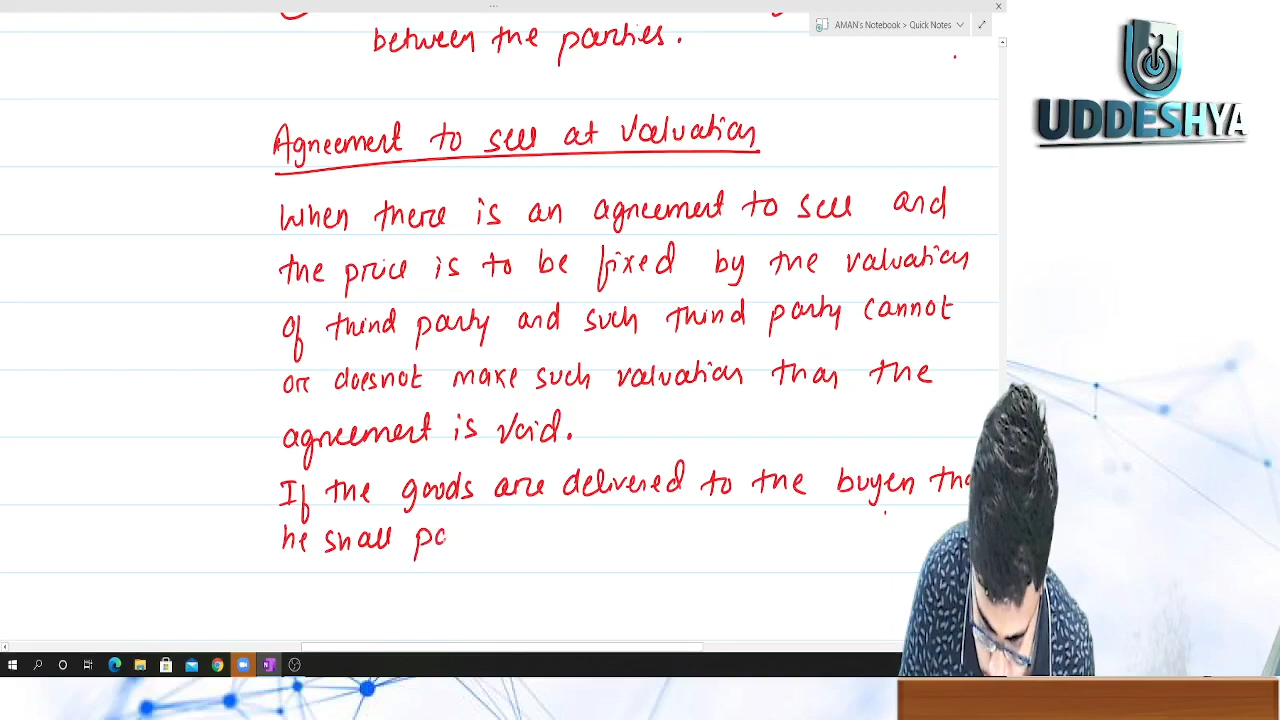 AMAN's Notebook > Quick Notes
between the parties.
UDDESHYA
Agreement to sell at valuation
When there is an agreement to sell and
the price is to be fixed by the valuation
of third party and such third party cannot
or doesnot make such valuation than the
agreement is void.
If the goods are delivered to the buyer
he shall